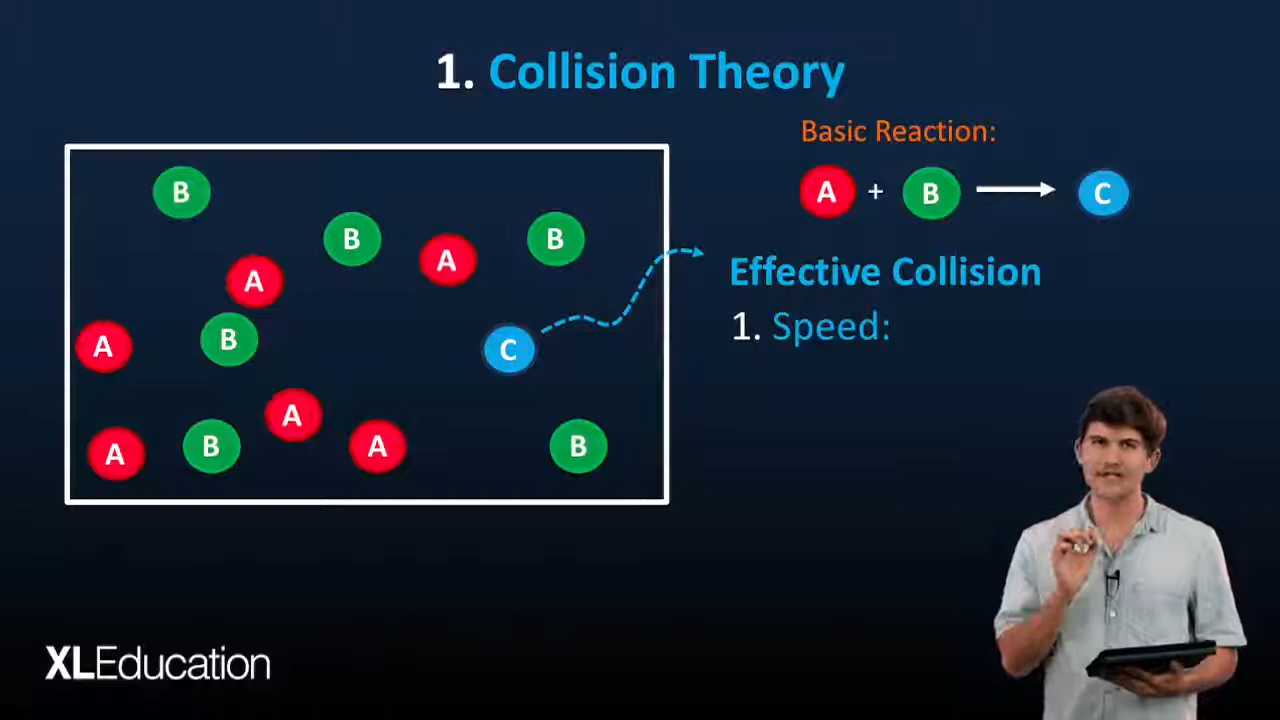 1. Collision Theory
Basic Reaction:
A + B C
B
B
A
B
A
Effective Collision
1. Speed:
A
B
C
A
B
A
A
B
XLEducation